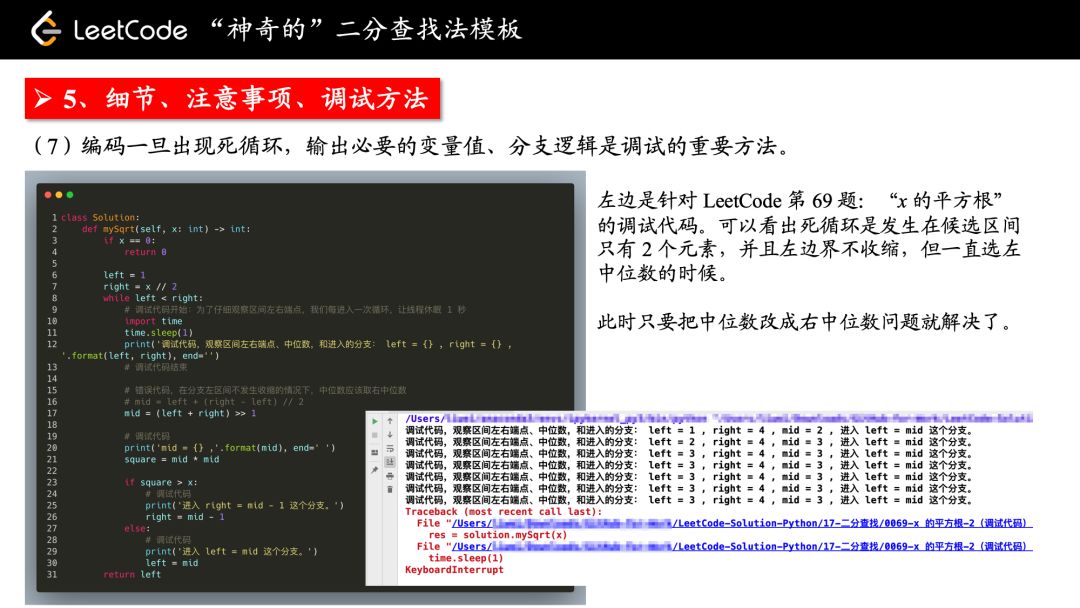 LeetCode “神奇的”二分查找法模板
➢ 5、细节、注意事项、调试方法
（7）编码一旦出现死循环，输出必要的变量值、分支逻辑是调试的重要方法。
1 class Solution:
2 def mySqrt(self, x: int) -> int:
3 if x == 0:
4 return 0
5
6 left = 1
7 right = x // 2
8 while left < right:
9 # 调试代码开始：为了仔细观察区间左右端点，我们每进入一次循环，让线程休眠 1 秒
10 import time
11 time.sleep(1)
12 print('调试代码，观察区间左右端点、中位数，和进入的分支： left = {} , right = {} ,
'.format(left, right), end='')
13 # 调试代码结束
14
15 # 错误代码，在分支左区间不发生收缩的情况下，中位数应该取右中位数
16 # mid = left + (right - left) // 2
17 mid = (left + right) >> 1
18
19 # 调试代码
20 print('mid = {} ,'.format(mid), end=' ')
21 square = mid * mid
22
23 if square > x:
24 # 调试代码
25 print('进入 right = mid - 1 这个分支。')
26 right = mid - 1
27 else:
28 # 调试代码
29 print('进入 left = mid 这个分支。')
30 left = mid
31 return left
左边是针对 LeetCode 第 69 题：“x 的平方根”
的调试代码。可以看出死循环是发生在候选区间
只有 2 个元素，并且左边界不收缩，但一直选左
中位数的时候。
此时只要把中位数改成右中位数问题就解决了。
/Users/
调试代码，观察区间左右端点、中位数，和进入的分支： left = 1 , right = 4 , mid = 2 , 进入 left = mid 这个分支。
调试代码，观察区间左右端点、中位数，和进入的分支： left = 2 , right = 4 , mid = 3 , 进入 left = mid 这个分支。
调试代码，观察区间左右端点、中位数，和进入的分支： left = 3 , right = 4 , mid = 3 , 进入 left = mid 这个分支。
调试代码，观察区间左右端点、中位数，和进入的分支： left = 3 , right = 4 , mid = 3 , 进入 left = mid 这个分支。
调试代码，观察区间左右端点、中位数，和进入的分支： left = 3 , right = 4 , mid = 3 , 进入 left = mid 这个分支。
调试代码，观察区间左右端点、中位数，和进入的分支： left = 3 , right = 4 , mid = 3 , 进入 left = mid 这个分支。
调试代码，观察区间左右端点、中位数，和进入的分支： left = 3 , right = 4 , mid = 3 , 进入 left = mid 这个分支。
Traceback (most recent call last):
File "/Users/ /LeetCode-Solution-Python/17-二分查找/0069-x 的平方根-2（调试代码）
res = solution.mySqrt(x)
File "/Users/ /LeetCode-Solution-Python/17-二分查找/0069-x 的平方根-2（调试代码）
time.sleep(1)
KeyboardInterrupt